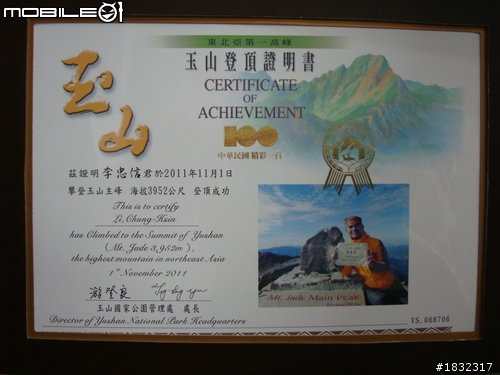 MOBILE01
東北亞第一高峰
玉山登頂證明書
玉山
CERTIFICATE
OF
ACHIEVEMENT
100
中華民國精彩一百
茲證明 李忠信君於2011年11月1日
攀登玉山主峰 海拔3952公尺 登頂成功
This is to certify
Li, Chung-Hsin
has Climbed to the Summit of Yushan
(Mt. Jade 3,952m),
the highest mountain in northeast Asia
1st November 2011
游登良
玉山國家公園管理處 處長
Director of Yushan National Park Headquarters
Mt. Jade Main Peak
YS. 068706
#1832317